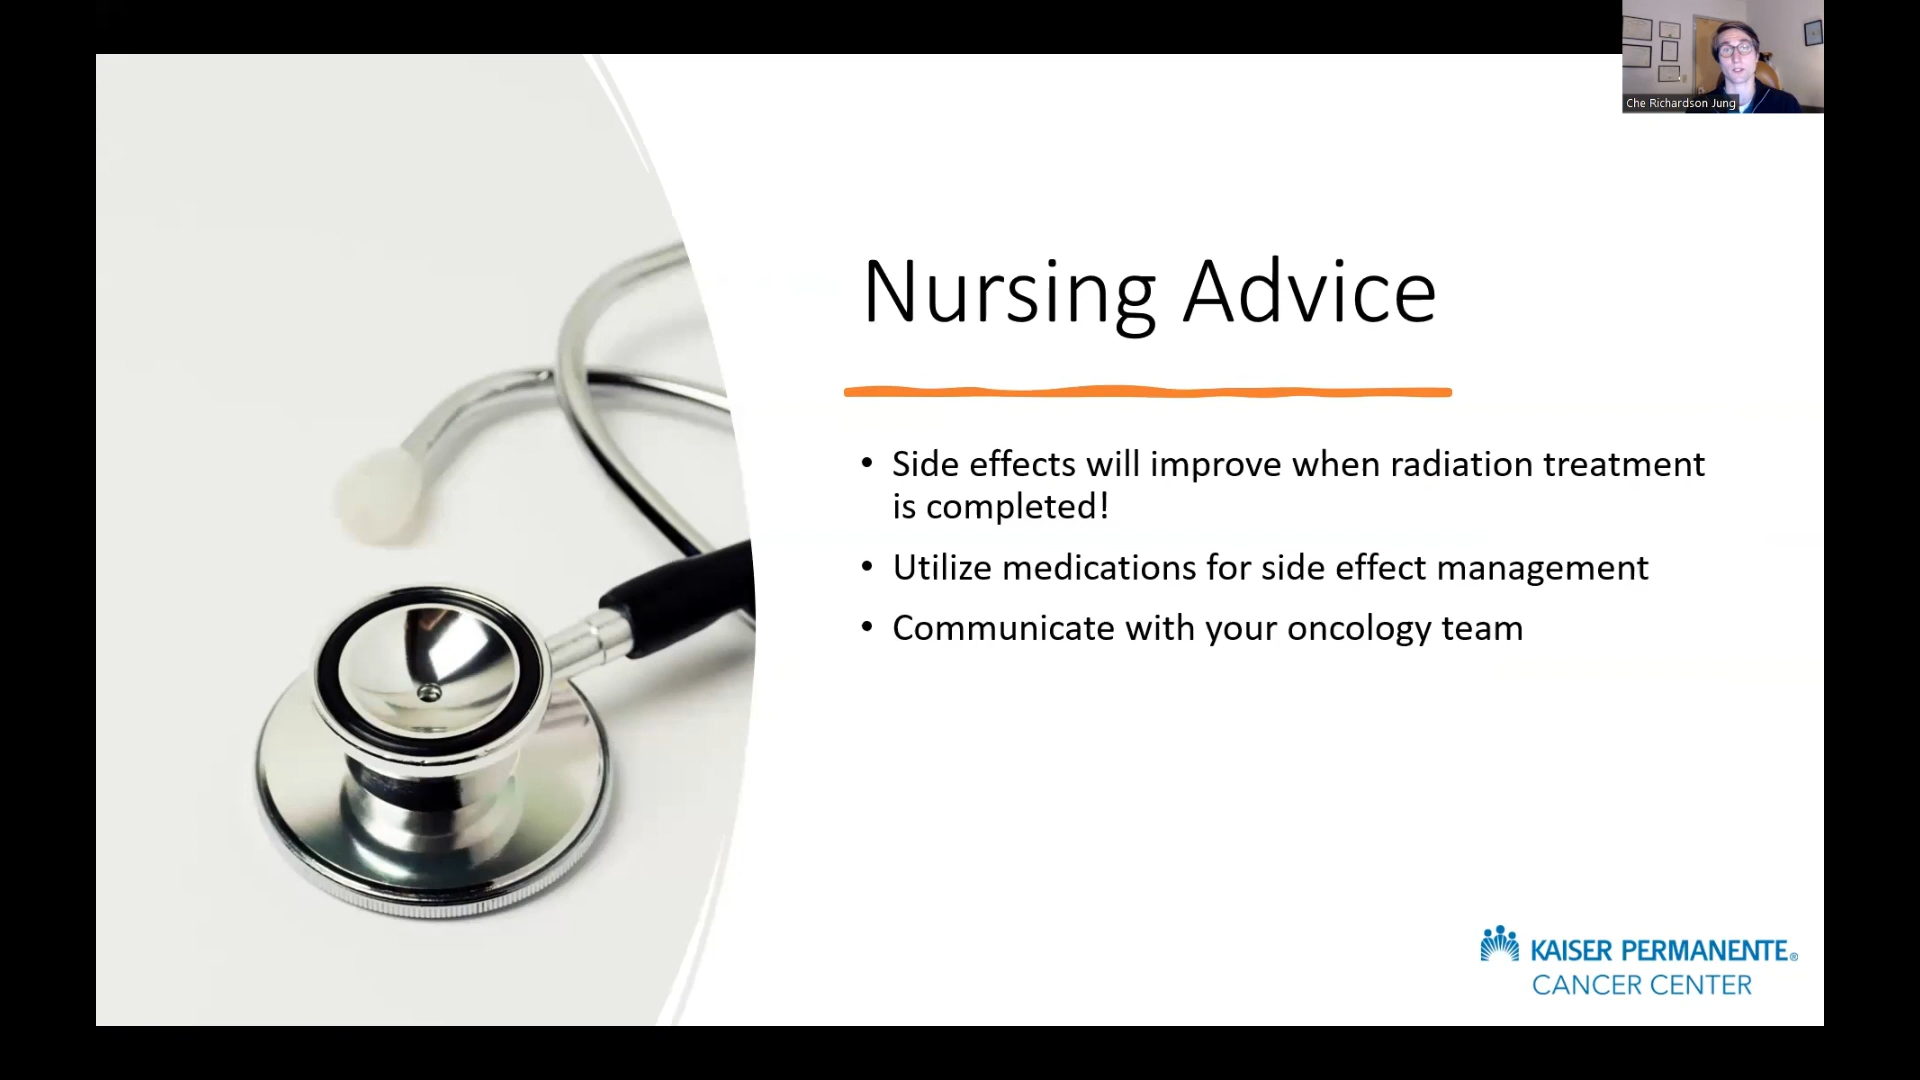 Che Richardson Jung
Nursing Advice
• Side effects will improve when radiation treatment
is completed!
• Utilize medications for side effect management
• Communicate with your oncology team
KAISER PERMANENTE®
CANCER CENTER